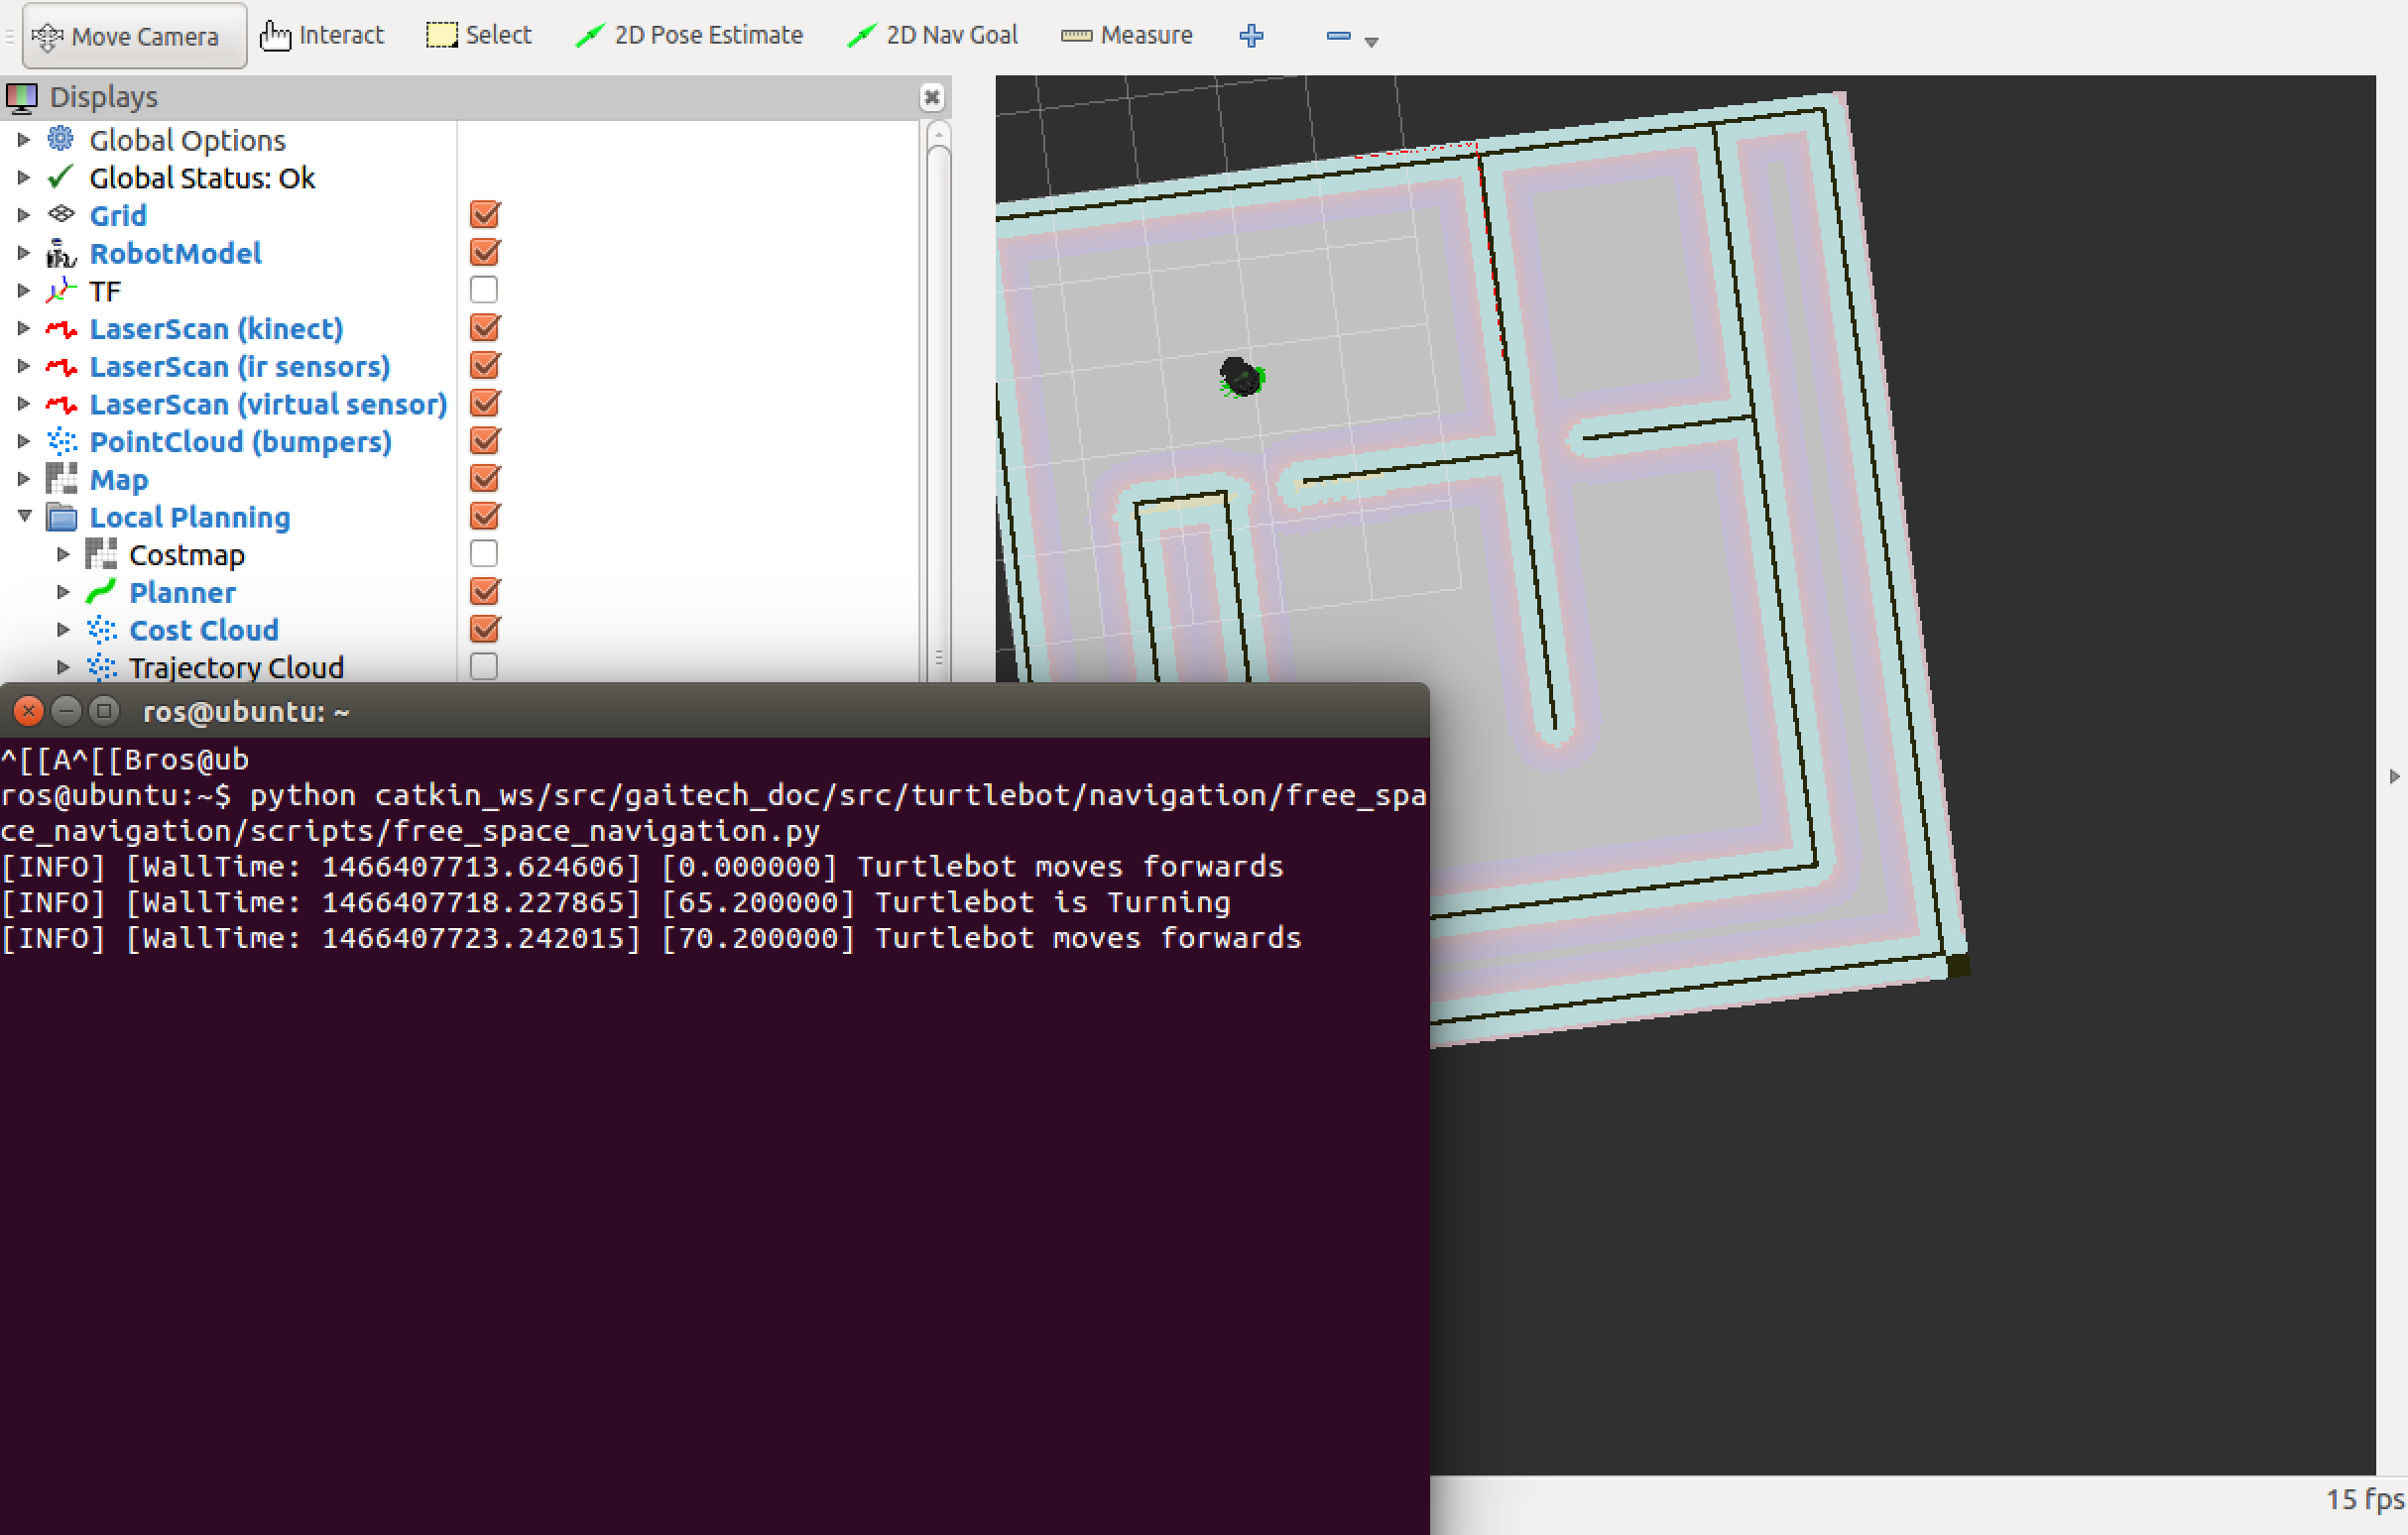 Move Camera Interact Select 2D Pose Estimate 2D Nav Goal Measure
Displays
Global Options
Global Status: Ok
Grid
RobotModel
TF
LaserScan (kinect)
LaserScan (ir sensors)
LaserScan (virtual sensor)
PointCloud (bumpers)
Map
Local Planning
Costmap
Planner
Cost Cloud
Trajectory Cloud
ros@ubuntu: ~
^[[A^[[Bros@ub
ros@ubuntu:~$ python catkin_ws/src/gaitech_doc/src/turtlebot/navigation/free_spa
ce_navigation/scripts/free_space_navigation.py
[INFO] [WallTime: 1466407713.624606] [0.000000] Turtlebot moves forwards
[INFO] [WallTime: 1466407718.227865] [65.200000] Turtlebot is Turning
[INFO] [WallTime: 1466407723.242015] [70.200000] Turtlebot moves forwards
15 fps